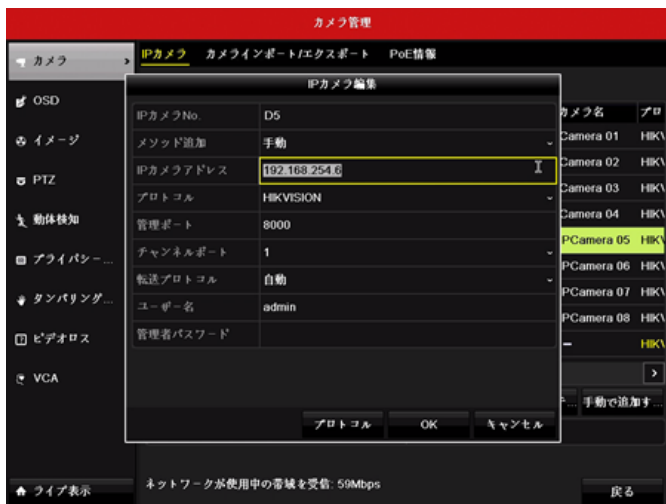 カメラ管理
カメラ
IPカメラ カメラインポート/エクスポート PoE情報
IPカメラ編集
OSD
イメージ
PTZ
動体検知
プライバシー...
タンパリング...
ビデオロス
VCA
IPカメラNo. D5
メソッド追加 手動
IPカメラアドレス 192.168.254.6
プロトコル HIKVISION
管理ポート 8000
チャンネルポート 1
転送プロトコル 自動
ユーザー名 admin
管理者パスワード
プロトコル OK キャンセル
カメラ名 プロ
Camera 01 HIK
Camera 02 HIK
Camera 03 HIK
Camera 04 HIK
PCamera 05 HIK
PCamera 06 HIK
PCamera 07 HIK
PCamera 08 HIK
– HIK
... 手動で追加す...
ライブ表示
ネットワークが使用中の帯域を受信: 59Mbps
戻る